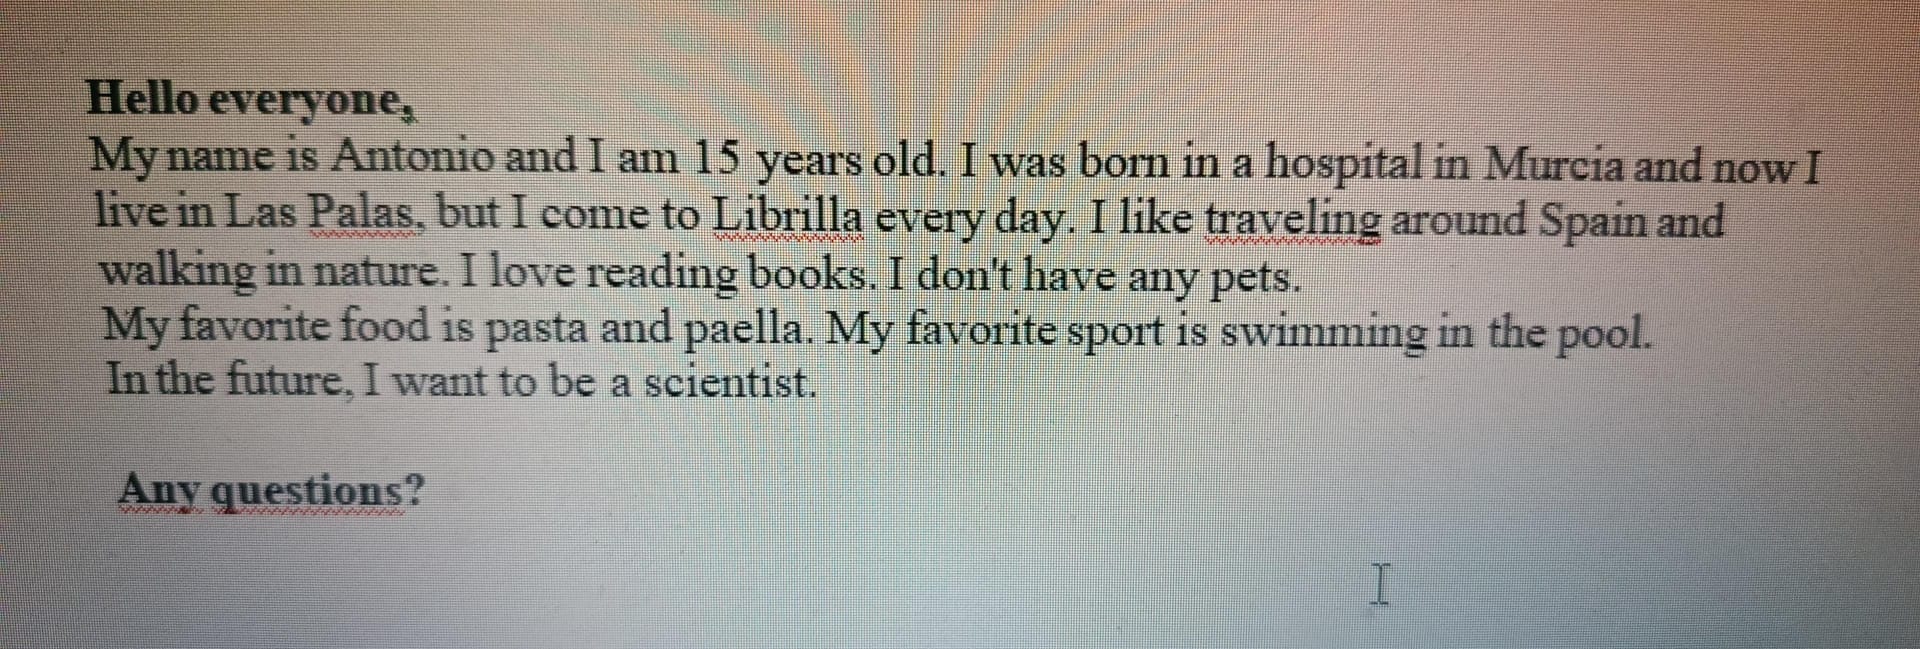 Hello everyone,
My name is Antonio and I am 15 years old. I was born in a hospital in Murcia and now I
live in Las Palas, but I come to Librilla every day. I like traveling around Spain and
walking in nature. I love reading books. I don't have any pets.
My favorite food is pasta and paella. My favorite sport is swimming in the pool.
In the future, I want to be a scientist.
Any questions?